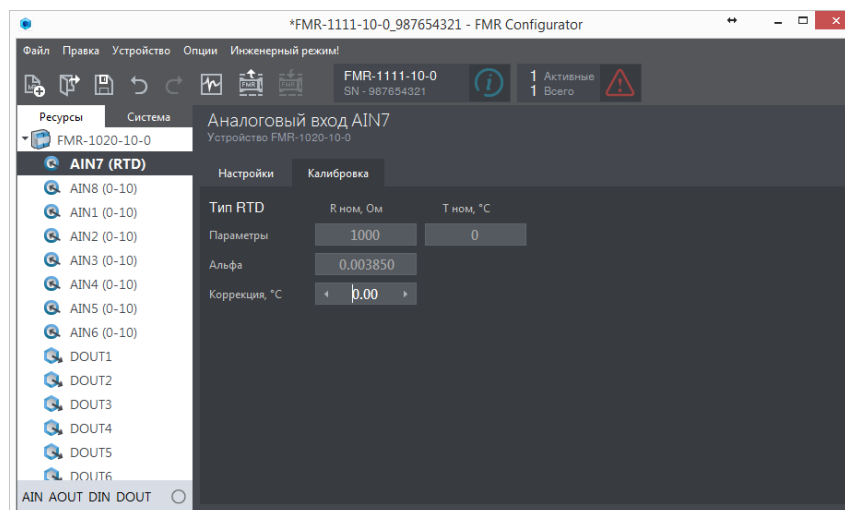 *FMR-1111-10-0_987654321 - FMR Configurator
Файл Правка Устройство Опции Инженерный режим!
FMR-1111-10-0
SN - 987654321
1 Активные
1 Всего
Ресурсы Система
FMR-1020-10-0
AIN7 (RTD)
AIN8 (0-10)
AIN1 (0-10)
AIN2 (0-10)
AIN3 (0-10)
AIN4 (0-10)
AIN5 (0-10)
AIN6 (0-10)
DOUT1
DOUT2
DOUT3
DOUT4
DOUT5
DOUT6
AIN AOUT DIN DOUT
Аналоговый вход AIN7
Устройство FMR-1020-10-0
Настройки Калибровка
Тип RTD R ном, Ом T ном, °C
Параметры 1000 0
Альфа 0.003850
Коррекция, °C 0.00